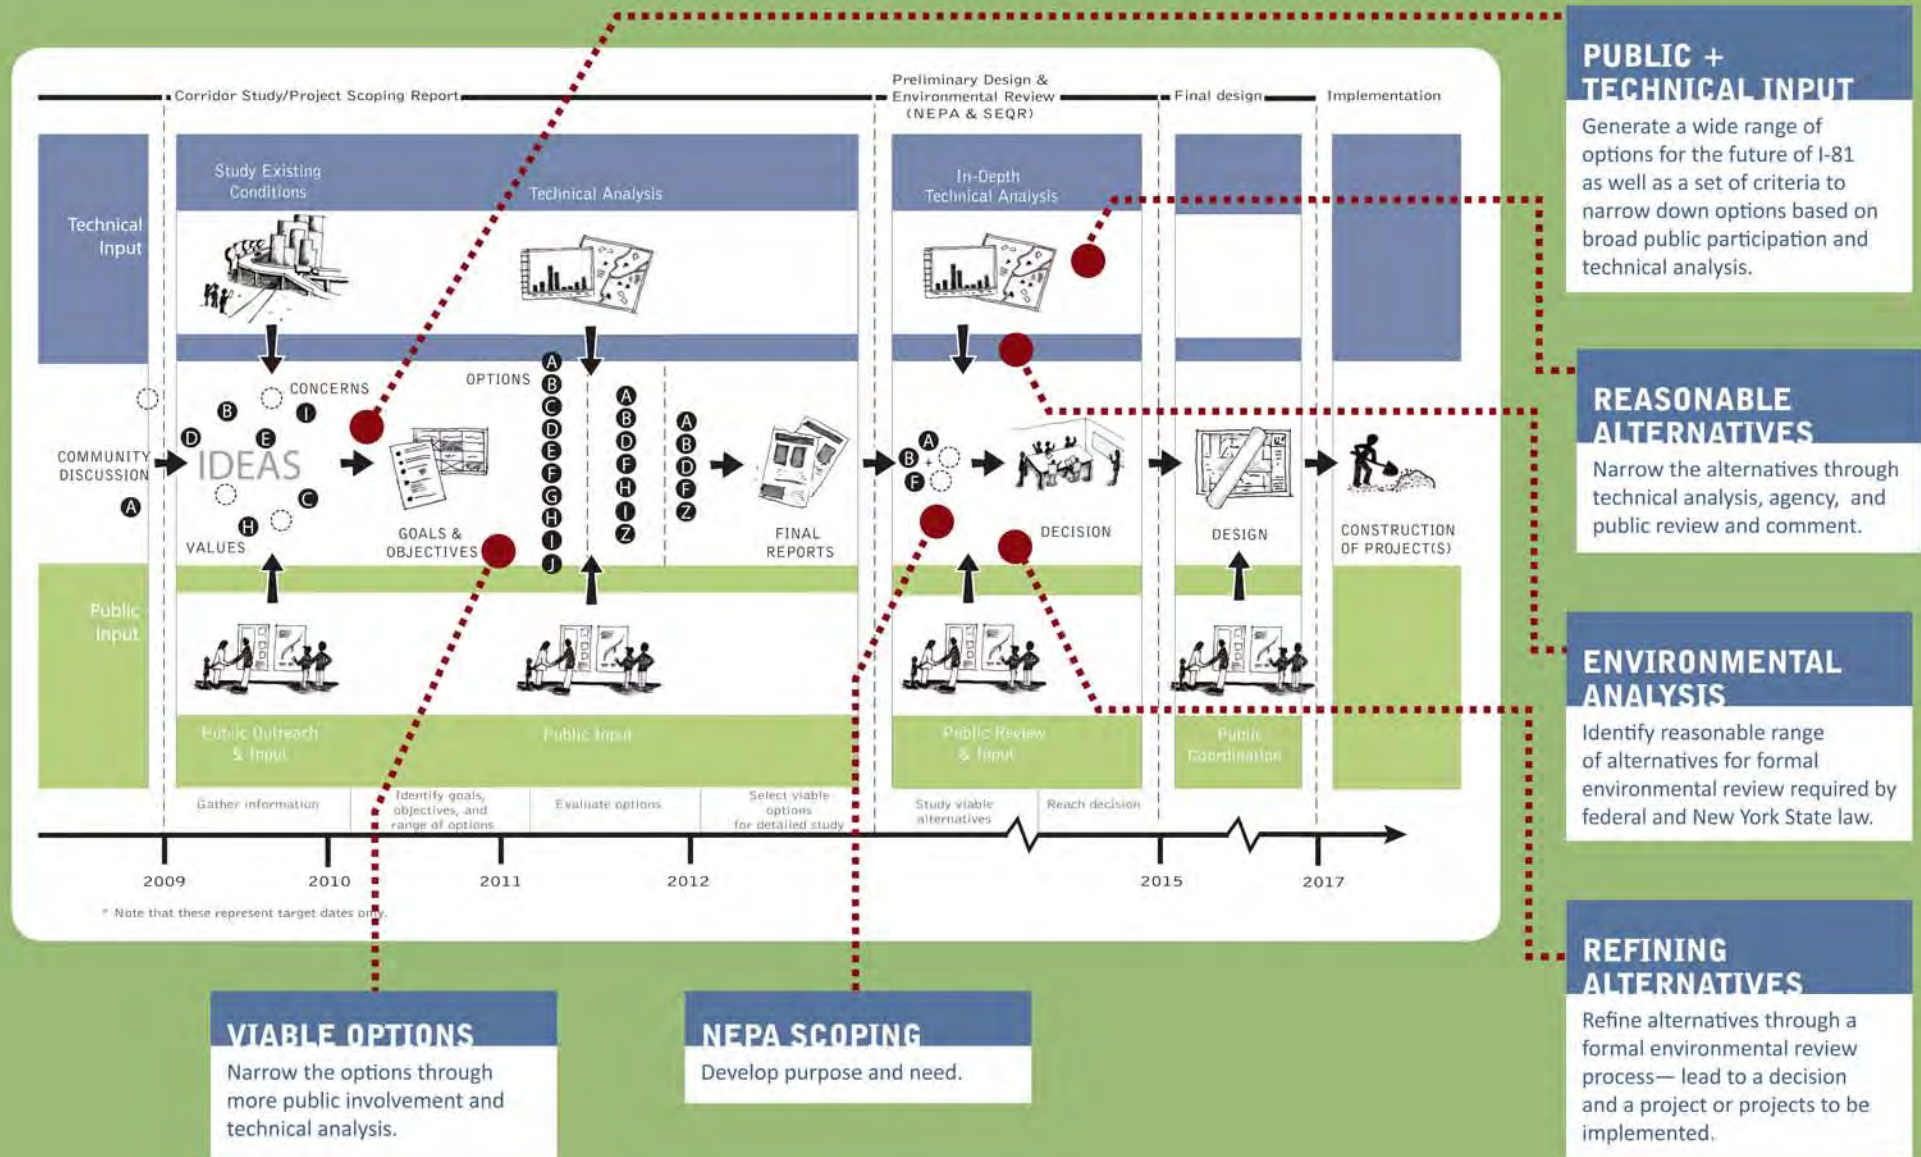 Corridor Study/Project Scoping Report
Preliminary Design &
Environmental Review
(NEPA & SEQR)
Final design
Implementation
Technical
Input
Study Existing
Conditions
Technical Analysis
In-Depth
Technical Analysis
COMMUNITY
DISCUSSION
A
CONCERNS
B
I
D
E
IDEAS
C
H
VALUES
GOALS &
OBJECTIVES
OPTIONS
A
B
C
D
E
F
G
H
I
J
A
B
D
F
H
I
Z
A
B
D
F
Z
FINAL
REPORTS
A
B +
F
DECISION
DESIGN
CONSTRUCTION
OF PROJECT(S)
Public
Input
Public Outreach
& Input
Public Input
Public Review
& Input
Public
Coordination
Gather information
Identify goals,
objectives, and
range of options
Evaluate options
Select viable
options
for detailed study
Study viable
alternatives
Reach decision
2009
2010
2011
2012
2015
2017
* Note that these represent target dates only.
PUBLIC +
TECHNICAL INPUT
Generate a wide range of
options for the future of I-81
as well as a set of criteria to
narrow down options based on
broad public participation and
technical analysis.
REASONABLE
ALTERNATIVES
Narrow the alternatives through
technical analysis, agency, and
public review and comment.
ENVIRONMENTAL
ANALYSIS
Identify reasonable range
of alternatives for formal
environmental review required by
federal and New York State law.
REFINING
ALTERNATIVES
Refine alternatives through a
formal environmental review
process— lead to a decision
and a project or projects to be
implemented.
VIABLE OPTIONS
Narrow the options through
more public involvement and
technical analysis.
NEPA SCOPING
Develop purpose and need.